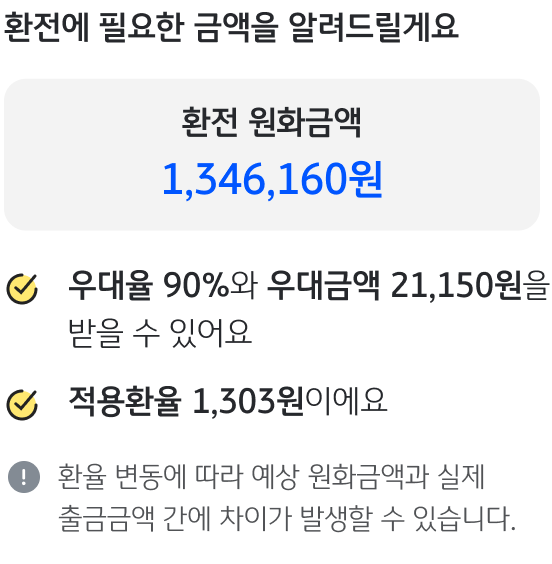 환전에 필요한 금액을 알려드릴게요
환전 원화금액
1,346,160원
우대율 90%와 우대금액 21,150원을
받을 수 있어요
적용환율 1,303원이에요
환율 변동에 따라 예상 원화금액과 실제
출금금액 간에 차이가 발생할 수 있습니다.